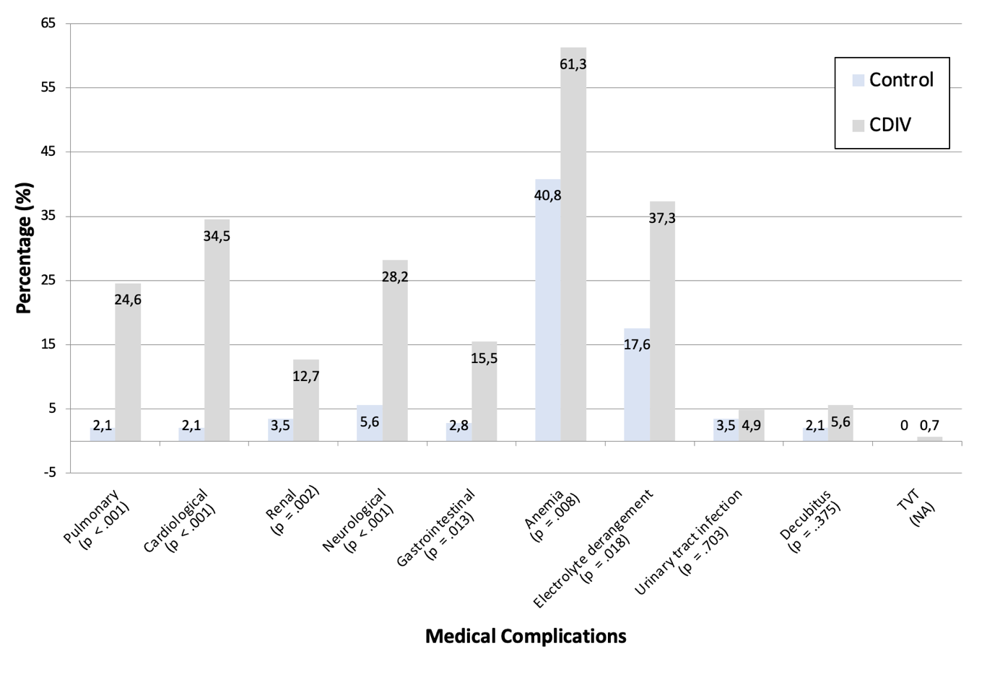 65
55
45
35
25
15
5
-5
Percentage (%)
Control
CDIV
2,1
24,6
2,1
34,5
3,5
12,7
5,6
28,2
2,8
15,5
40,8
61,3
17,6
37,3
3,5
4,9
2,1
5,6
0
0,7
Pulmonary
(p < .001)
Cardiological
(p < .001)
Renal
(p = .002)
Neurological
(p < .001)
Gastrointestinal
(p = .013)
Anemia
(p = .008)
Electrolyte derangement
(p = .018)
Urinary tract infection
(p = .703)
Decubitus
(p = ..375)
TVT
(NA)
Medical Complications